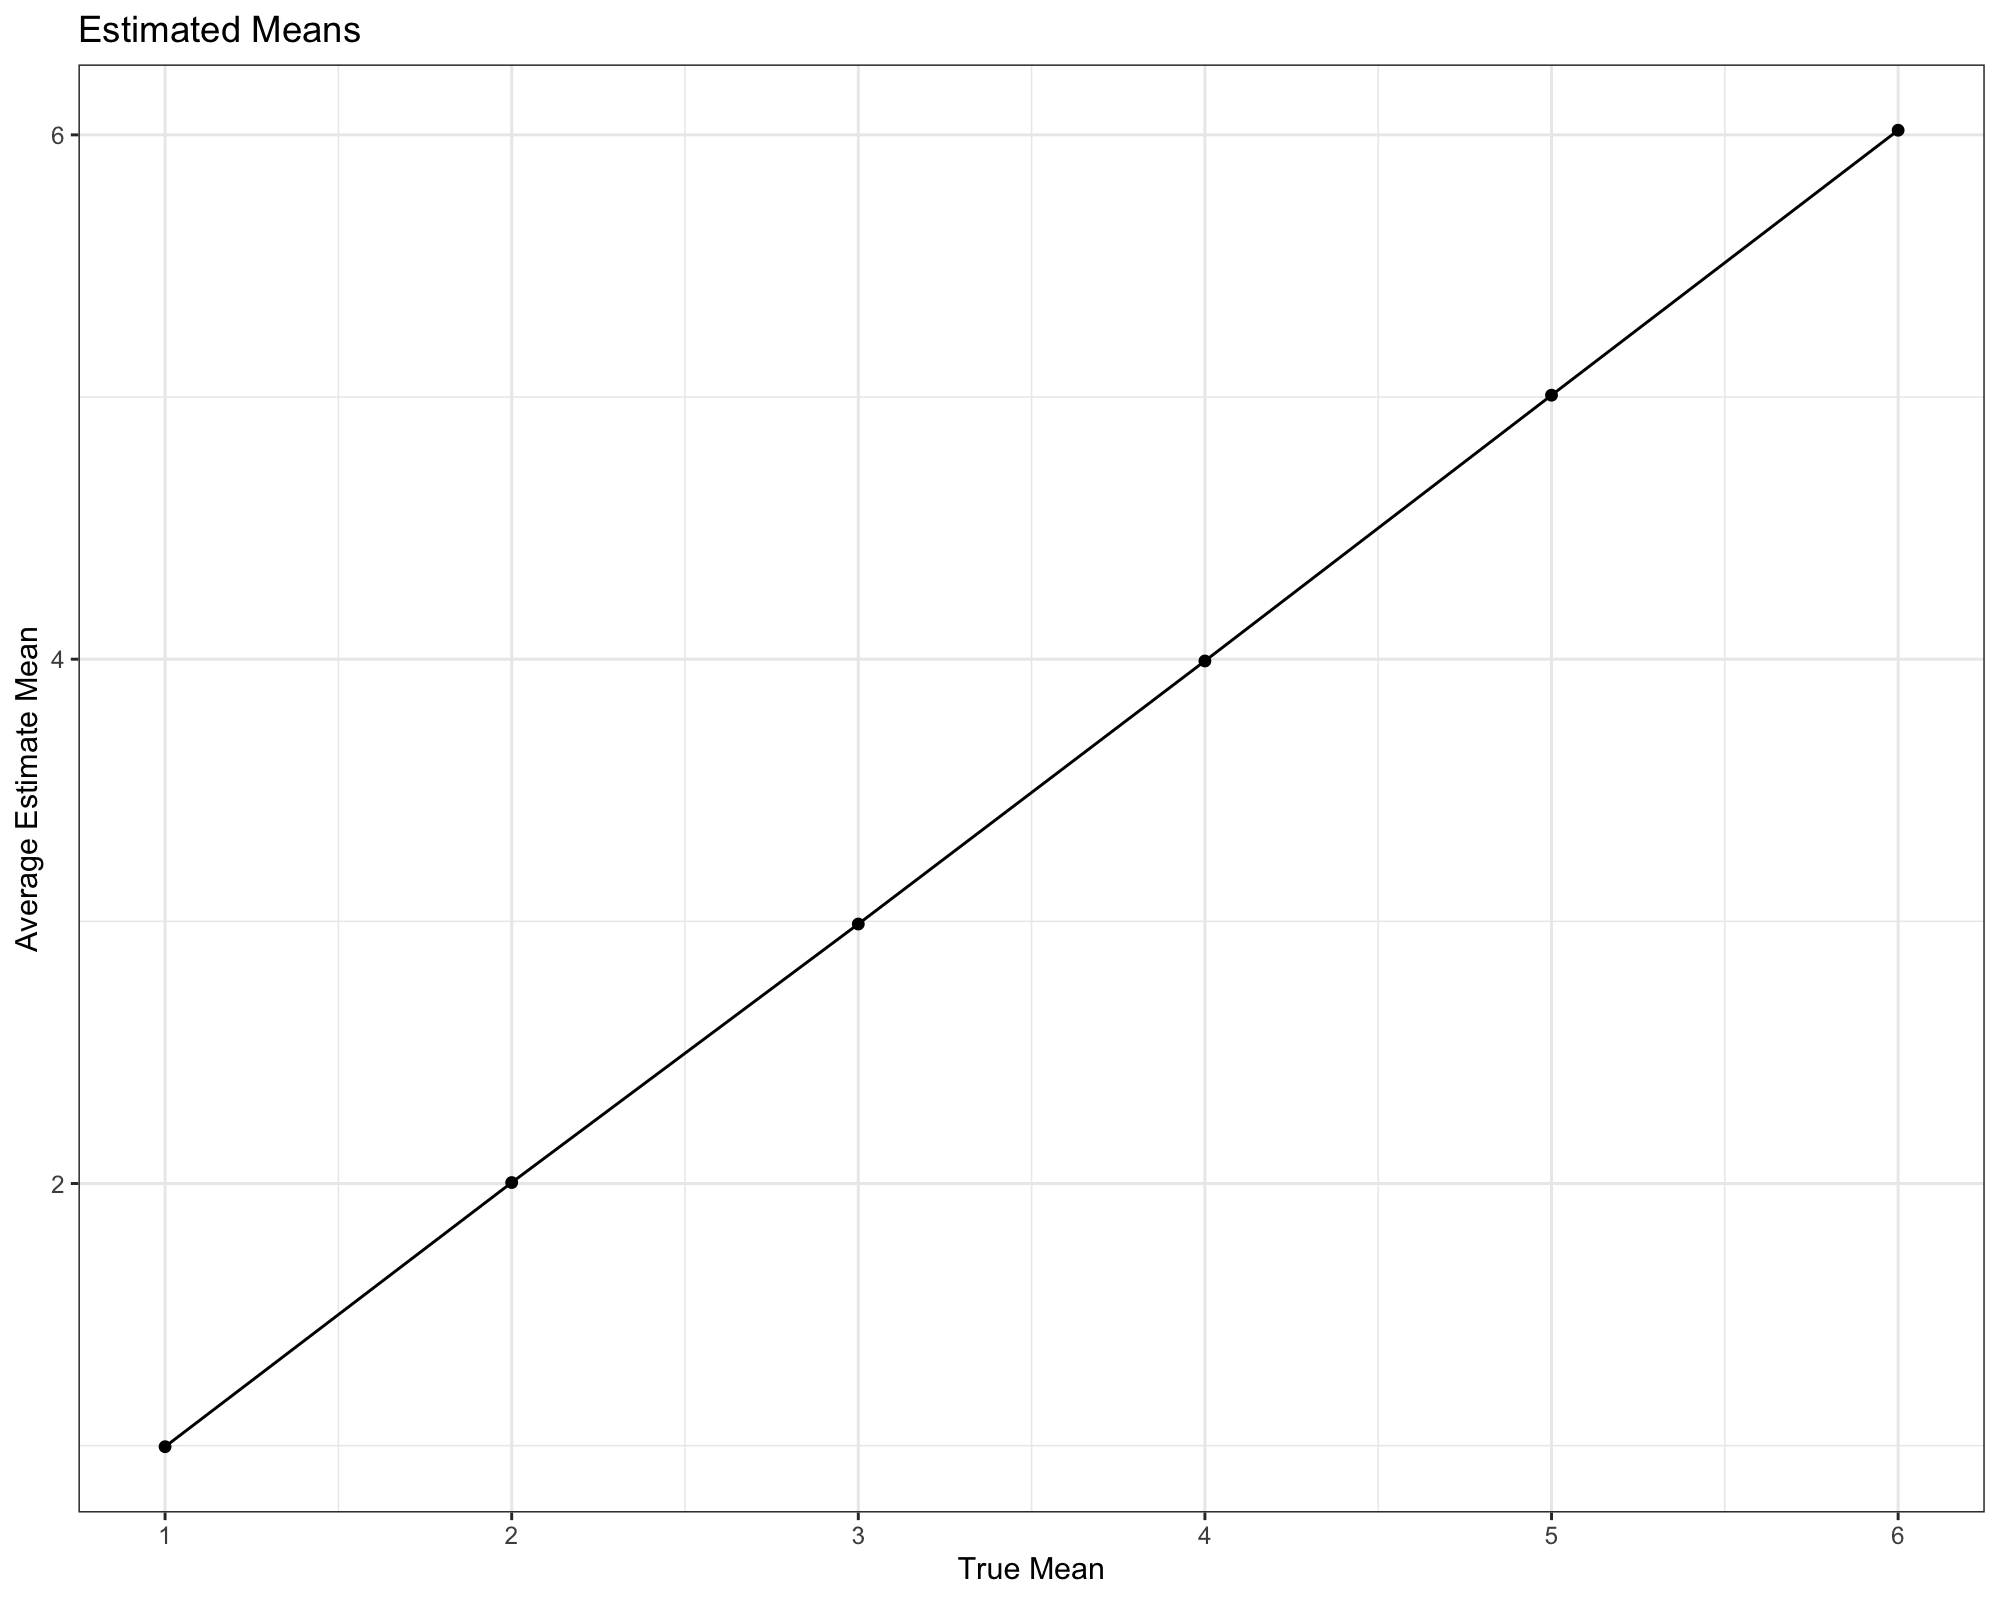 Estimated Means
6
4
2
Average Estimate Mean
1 2 3 4 5 6
True Mean